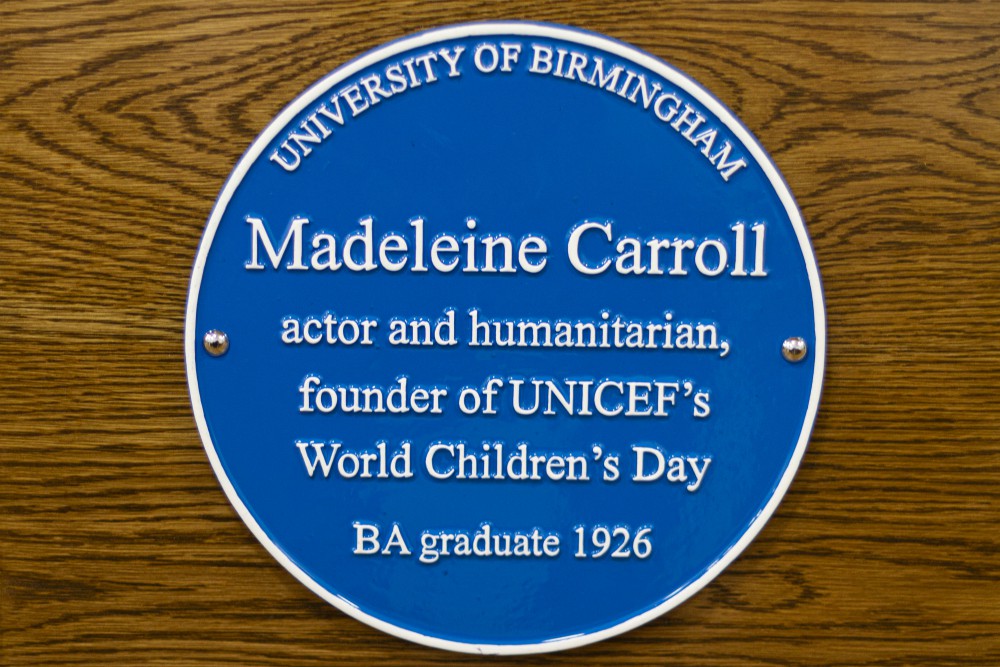 UNIVERSITY OF BIRMINGHAM
Madeleine Carroll
actor and humanitarian,
founder of UNICEF's
World Children's Day
BA graduate 1926